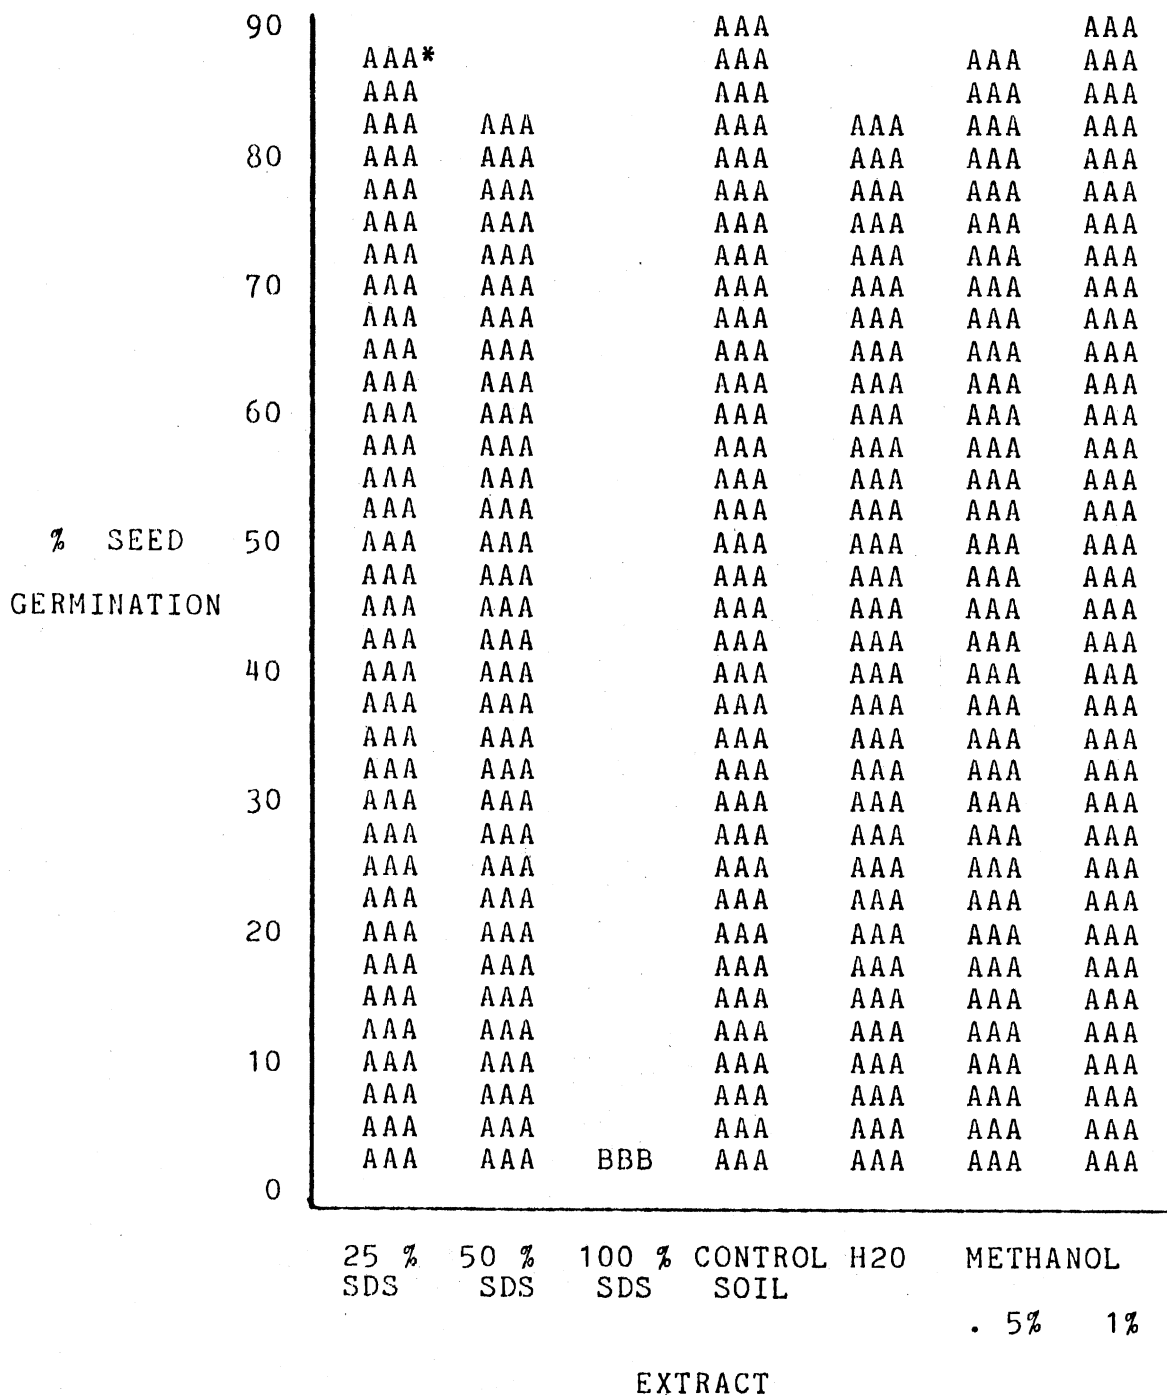 90 AAA AAA
AAA* AAA AAA AAA
AAA AAA AAA AAA
AAA AAA AAA AAA AAA AAA
80 AAA AAA AAA AAA AAA AAA
AAA AAA AAA AAA AAA AAA
AAA AAA AAA AAA AAA AAA
AAA AAA AAA AAA AAA AAA
70 AAA AAA AAA AAA AAA AAA
AAA AAA AAA AAA AAA AAA
AAA AAA AAA AAA AAA AAA
AAA AAA AAA AAA AAA AAA
60 AAA AAA AAA AAA AAA AAA
AAA AAA AAA AAA AAA AAA
AAA AAA AAA AAA AAA AAA
AAA AAA AAA AAA AAA AAA
% SEED 50 AAA AAA AAA AAA AAA AAA
AAA AAA AAA AAA AAA AAA
GERMINATION AAA AAA AAA AAA AAA AAA
AAA AAA AAA AAA AAA AAA
40 AAA AAA AAA AAA AAA AAA
AAA AAA AAA AAA AAA AAA
AAA AAA AAA AAA AAA AAA
AAA AAA AAA AAA AAA AAA
30 AAA AAA AAA AAA AAA AAA
AAA AAA AAA AAA AAA AAA
AAA AAA AAA AAA AAA AAA
AAA AAA AAA AAA AAA AAA
20 AAA AAA AAA AAA AAA AAA
AAA AAA AAA AAA AAA AAA
AAA AAA AAA AAA AAA AAA
AAA AAA AAA AAA AAA AAA
10 AAA AAA AAA AAA AAA AAA
AAA AAA AAA AAA AAA AAA
AAA AAA AAA AAA AAA AAA
AAA AAA BBB AAA AAA AAA AAA
0
25 % 50 % 100 % CONTROL H2O METHANOL
SDS SDS SDS SOIL
. 5% 1%
EXTRACT